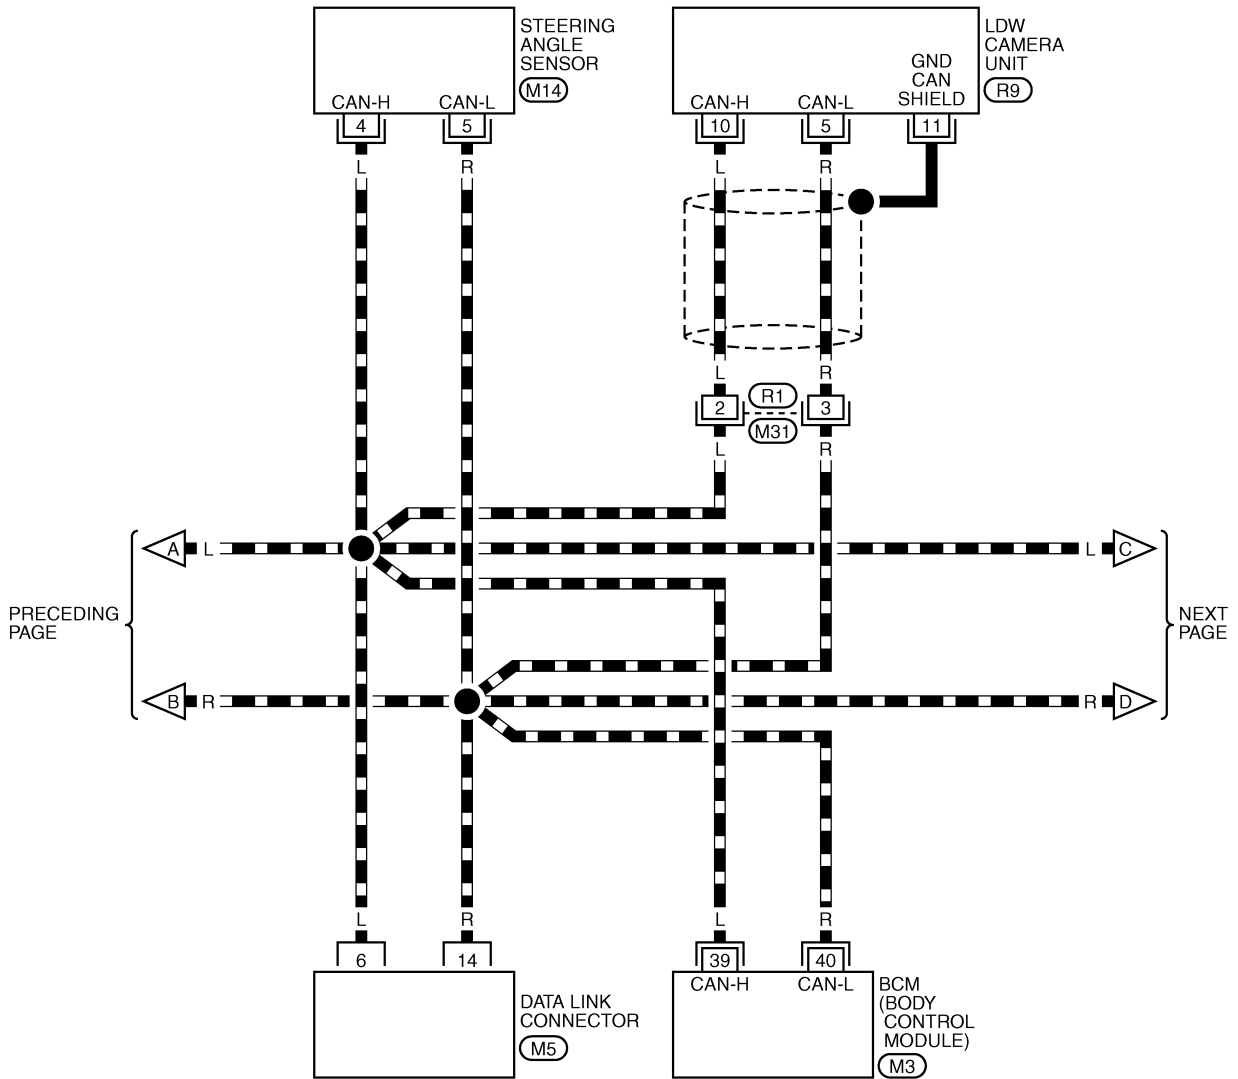 STEERING
ANGLE
SENSOR
M14
CAN-H
CAN-L
4
5
L
R
LDW
CAMERA
UNIT
R9
GND
CAN
SHIELD
CAN-H
CAN-L
10
5
11
L
R
L
R
2
R1
3
M31
L
R
PRECEDING
PAGE
A
L
L
C
B
R
R
D
NEXT
PAGE
L
R
L
R
6
14
39
40
CAN-H
CAN-L
DATA LINK
CONNECTOR
M5
BCM
(BODY
CONTROL
MODULE)
M3